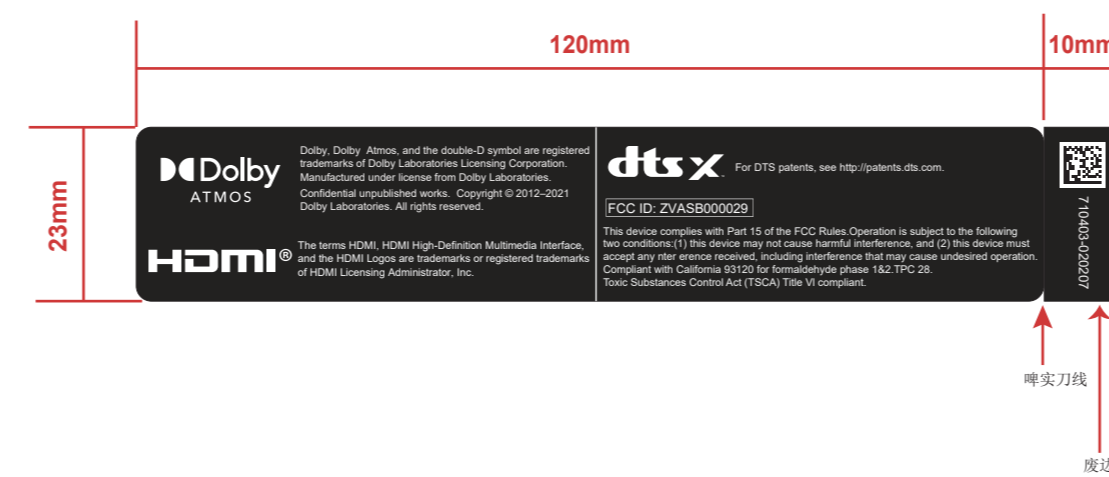 120mm
10mm
23mm
Dolby
ATMOS
Dolby, Dolby Atmos, and the double-D symbol are registered
trademarks of Dolby Laboratories Licensing Corporation.
Manufactured under license from Dolby Laboratories.
Confidential unpublished works. Copyright © 2012–2021
Dolby Laboratories. All rights reserved.
HDMI®
The terms HDMI, HDMI High-Definition Multimedia Interface,
and the HDMI Logos are trademarks or registered trademarks
of HDMI Licensing Administrator, Inc.
dts X
For DTS patents, see http://patents.dts.com.
FCC ID: ZVASB000029
This device complies with Part 15 of the FCC Rules.Operation is subject to the following
two conditions:(1) this device may not cause harmful interference, and (2) this device must
accept any nter erence received, including interference that may cause undesired operation.
Compliant with California 93120 for formaldehyde phase 1&2.TPC 28.
Toxic Substances Control Act (TSCA) Title VI compliant.
710403-020207
啤实刀线
废边